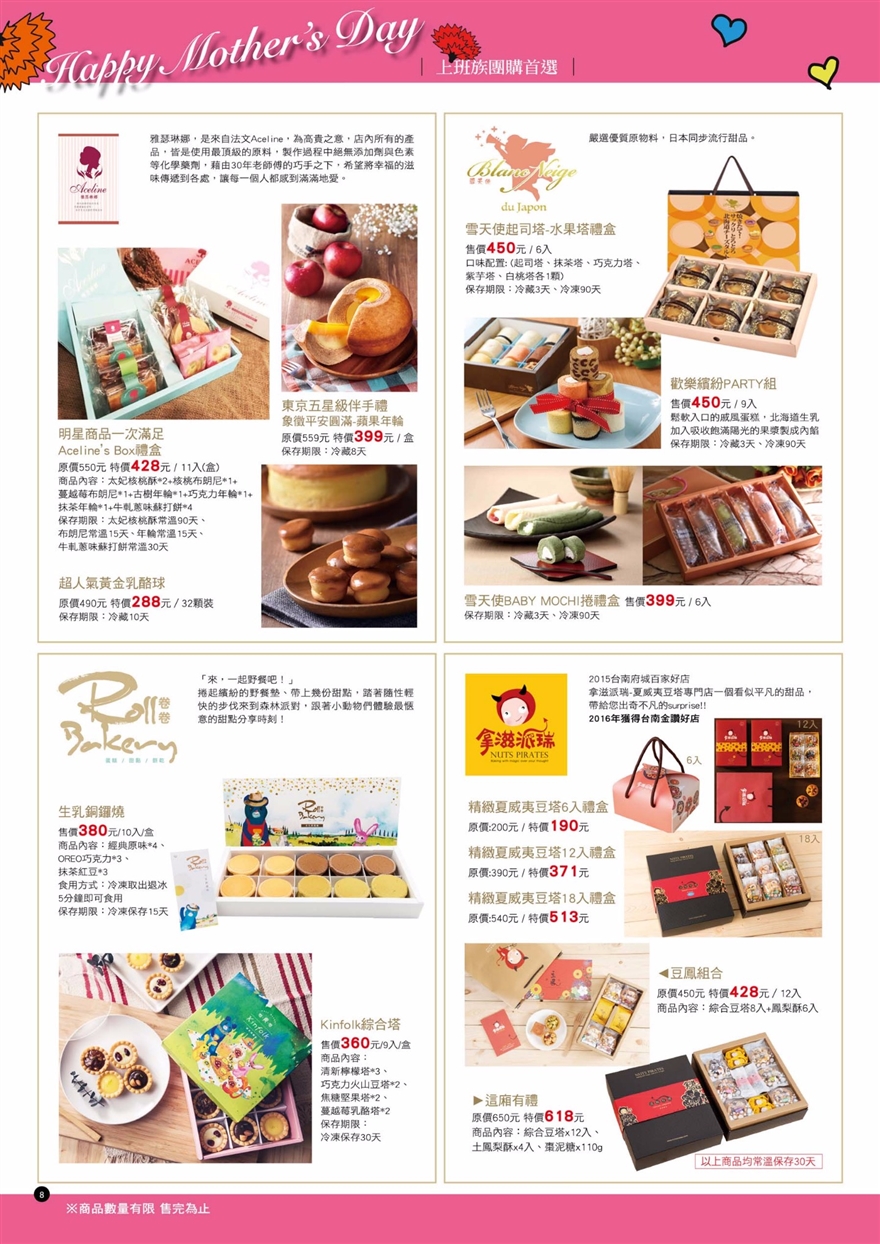 Happy Mother's Day
上班族團購首選
Aceline
雅瑟琳娜，是來自法文Aceline，為高貴之意，店內所有的產
品，皆是使用最頂級的原料，製作過程中絕無添加劑與色素
等化學藥劑，藉由30年老師傅的巧手之下，希望將幸福的滋
味傳遞到各處，讓每一個人都感到滿滿地愛。
明星商品一次滿足
Aceline's Box禮盒
原價550元 特價428元 / 11入(盒)
商品內容：太妃核桃酥*2+核桃布朗尼*1+
蔓越莓布朗尼*1+古樹年輪*1+巧克力年輪*1+
抹茶年輪*1+牛軋蔥味蘇打餅*4
保存期限：太妃核桃酥常溫90天、
布朗尼常溫15天、年輪常溫15天、
牛軋蔥味蘇打餅常溫30天
東京五星級伴手禮
象徵平安圓滿-蘋果年輪
原價559元 特價399元 / 盒
保存期限：冷藏8天
超人氣黃金乳酪球
原價490元 特價288元 / 32顆裝
保存期限：冷藏10天
Blanc Neige
du Japon
嚴選優質原物料，日本同步流行甜品。
雪天使起司塔-水果塔禮盒
售價450元 / 6入
口味配置：(起司塔、抹茶塔、巧克力塔、
紫芋塔、白桃塔各1顆)
保存期限：冷藏3天、冷凍90天
歡樂繽紛PARTY組
售價450元 / 9入
鬆軟入口的戚風蛋糕，北海道生乳
加入吸收飽滿陽光的果漿製成內餡
保存期限：冷藏3天、冷凍90天
雪天使BABY MOCHI捲禮盒 售價399元 / 6入
保存期限：冷藏3天、冷凍90天
Roll 卷卷
Bakery
蛋糕 / 甜點 / 餅乾
「來，一起野餐吧！」
捲起繽紛的野餐墊、帶上幾份甜點，踏著隨性輕
快的步伐來到森林派對，跟著小動物們體驗最愜
意的甜點分享時刻！
生乳銅鑼燒
售價380元/10入/盒
商品內容：經典原味*4、
OREO巧克力*3、
抹茶紅豆*3
食用方式：冷凍取出退冰
5分鐘即可食用
保存期限：冷凍保存15天
Roll
Bakery
Kinfolk
Kinfolk綜合塔
售價360元/9入/盒
商品內容：
清新檸檬塔*3、
巧克力火山豆塔*2、
焦糖堅果塔*2、
蔓越莓乳酪塔*2
保存期限：
冷凍保存30天
拿滋派瑞
NUTS PIRATES
2015台南府城百家好店
拿滋派瑞-夏威夷豆塔專門店一個看似平凡的甜品，
帶給您出奇不凡的surprise!!
2016年獲得台南金讚好店
6入
12入
精緻夏威夷豆塔6入禮盒
原價:200元 / 特價190元
精緻夏威夷豆塔12入禮盒
原價:390元 / 特價371元
精緻夏威夷豆塔18入禮盒
原價:540元 / 特價513元
18入
◀豆鳳組合
原價450元 特價428元 / 12入
商品內容：綜合豆塔8入+鳳梨酥6入
▶這廂有禮
原價650元 特價618元
商品內容：綜合豆塔x12入、
土鳳梨酥x4入、棗泥糖x110g
以上商品均常溫保存30天
8
※商品數量有限 售完為止